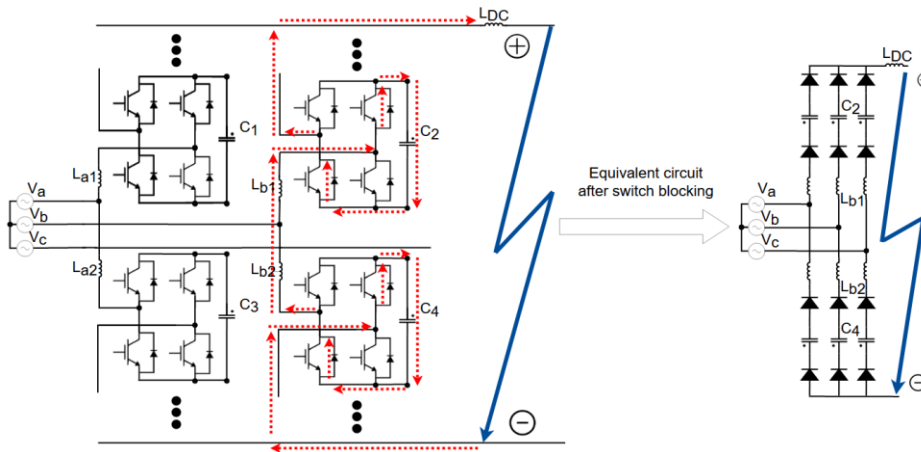 LDC
+
C1
C2
La1
Lb1
Va
Vb
Vc
La2
Lb2
C3
C4
−
Equivalent circuit
after switch blocking
LDC
+
C2
Va
Vb
Vc
Lb1
Lb2
C4
−